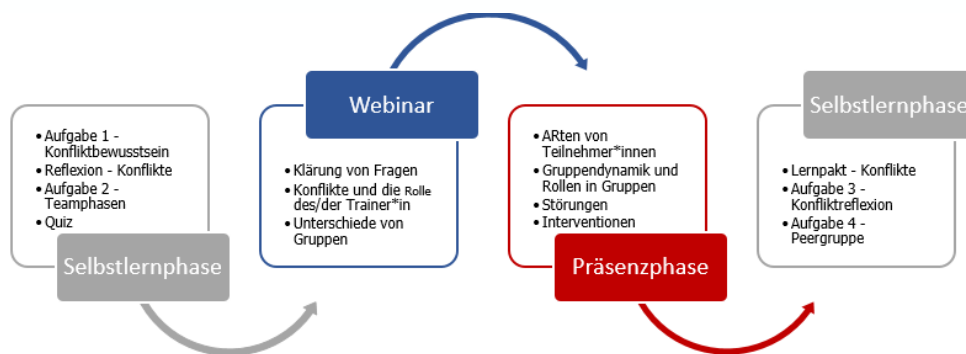 • Aufgabe 1 -
Konfliktbewusstsein
• Reflexion - Konflikte
• Aufgabe 2 -
Teamphasen
• Quiz
Selbstlernphase
Webinar
• Klärung von Fragen
• Konflikte und die Rolle
des/der Trainer*in
• Unterschiede von
Gruppen
• ARten von
Teilnehmer*innen
• Gruppendynamik und
Rollen in Gruppen
• Störungen
• Interventionen
Präsenzphase
Selbstlernphase
• Lernpakt - Konflikte
• Aufgabe 3 -
Konfliktreflexion
• Aufgabe 4 -
Peergruppe